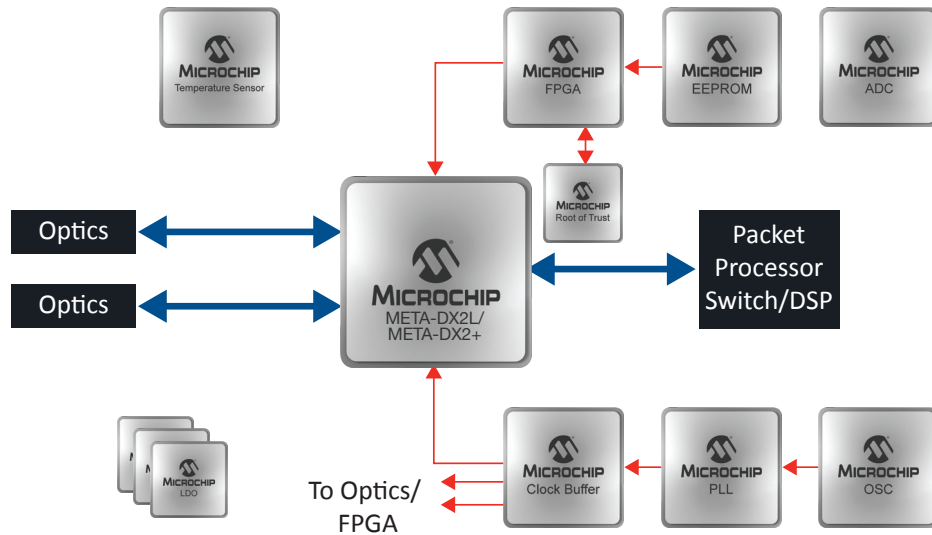 MICROCHIP
Temperature Sensor
MICROCHIP
FPGA
MICROCHIP
EEPROM
MICROCHIP
ADC
MICROCHIP
Root of Trust
Optics
Optics
MICROCHIP
META-DX2L/
META-DX2+
Packet
Processor
Switch/DSP
M
M
MICROCHIP
LDO
To Optics/
FPGA
MICROCHIP
Clock Buffer
MICROCHIP
PLL
MICROCHIP
OSC